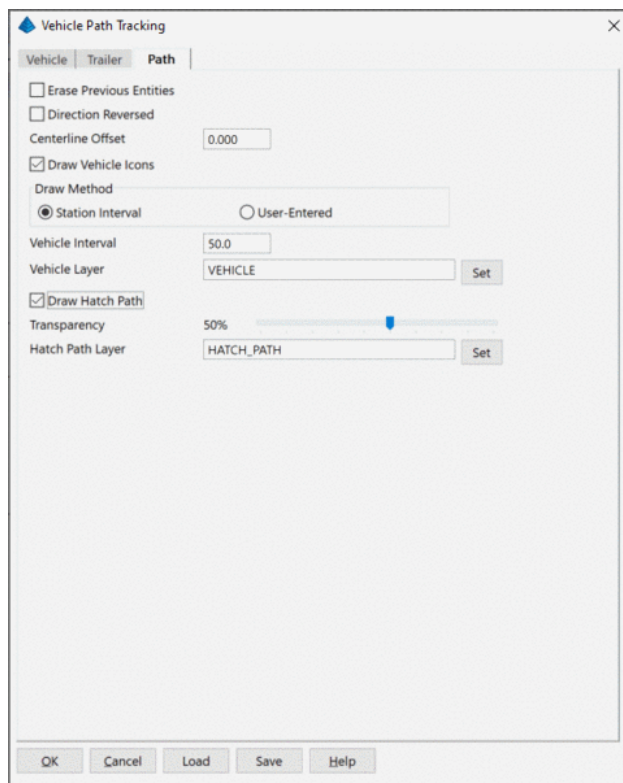 Vehicle Path Tracking
Vehicle Trailer Path
Erase Previous Entities
Direction Reversed
Centerline Offset 0.000
Draw Vehicle Icons
Draw Method
Station Interval User-Entered
Vehicle Interval 50.0
Vehicle Layer VEHICLE Set
Draw Hatch Path
Transparency 50%
Hatch Path Layer HATCH_PATH Set
OK Cancel Load Save Help